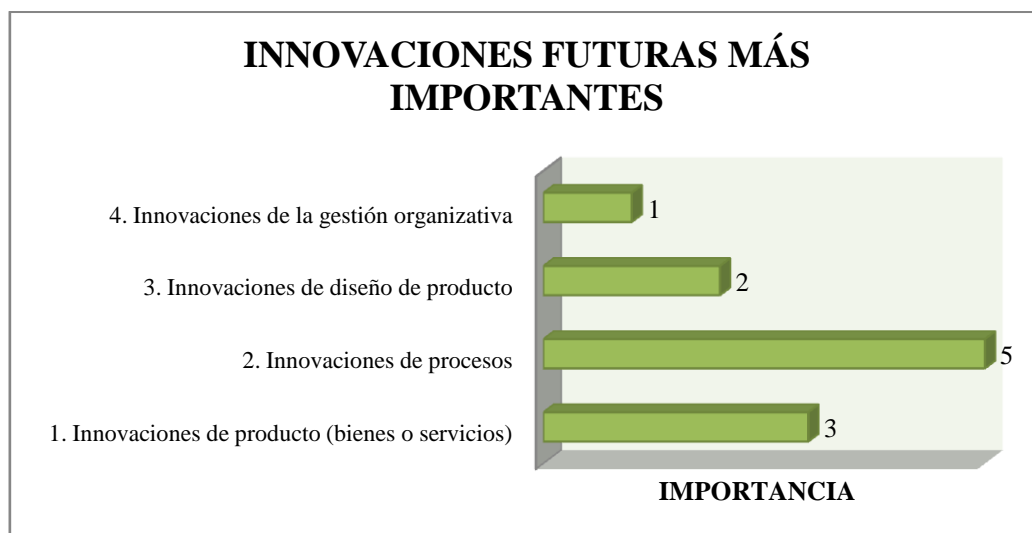 INNOVACIONES FUTURAS MÁS
IMPORTANTES
4. Innovaciones de la gestión organizativa
1
3. Innovaciones de diseño de producto
2
2. Innovaciones de procesos
5
1. Innovaciones de producto (bienes o servicios)
3
IMPORTANCIA